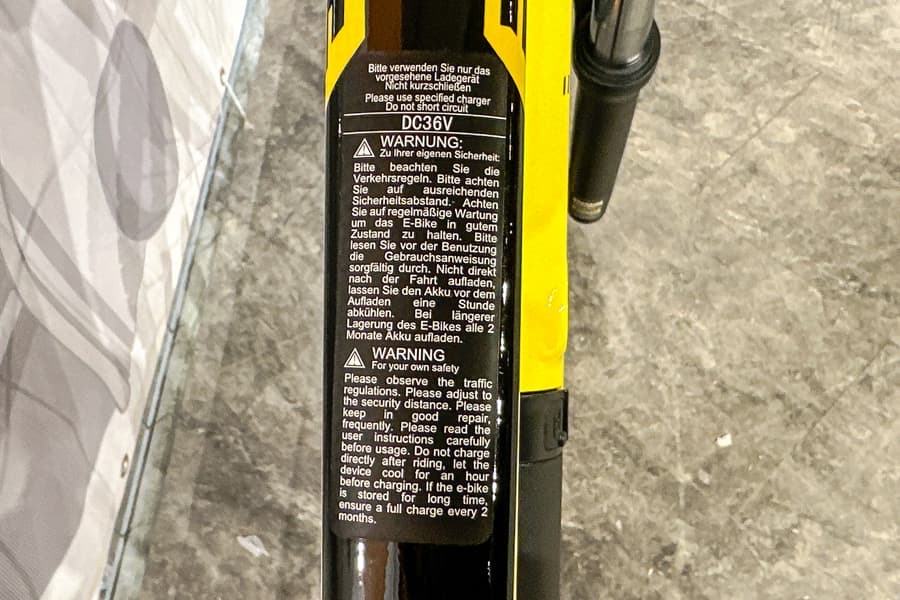 Bitte verwenden Sie nur das
vorgesehene Ladegerät
Nicht kurzschließen
Please use specified charger
Do not short circuit
DC36V
WARNUNG:
Zu Ihrer eigenen Sicherheit:
Bitte beachten Sie die
Verkehrsregeln. Bitte achten
Sie auf ausreichenden
Sicherheitsabstand. Achten
Sie auf regelmäßige Wartung
um das E-Bike in gutem
Zustand zu halten. Bitte
lesen Sie vor der Benutzung
die Gebrauchsanweisung
sorgfältig durch. Nicht direkt
nach der Fahrt aufladen,
lassen Sie den Akku vor dem
Aufladen eine Stunde
abkühlen. Bei längerer
Lagerung des E-Bikes alle 2
Monate Akku aufladen.
WARNING
For your own safety
Please observe the traffic
regulations. Please adjust to
the security distance. Please
keep in good repair,
frequently. Please read the
user instructions carefully
before usage. Do not charge
directly after riding, let the
device cool for an hour
before charging. If the e-bike
is stored for long time,
ensure a full charge every 2
months.